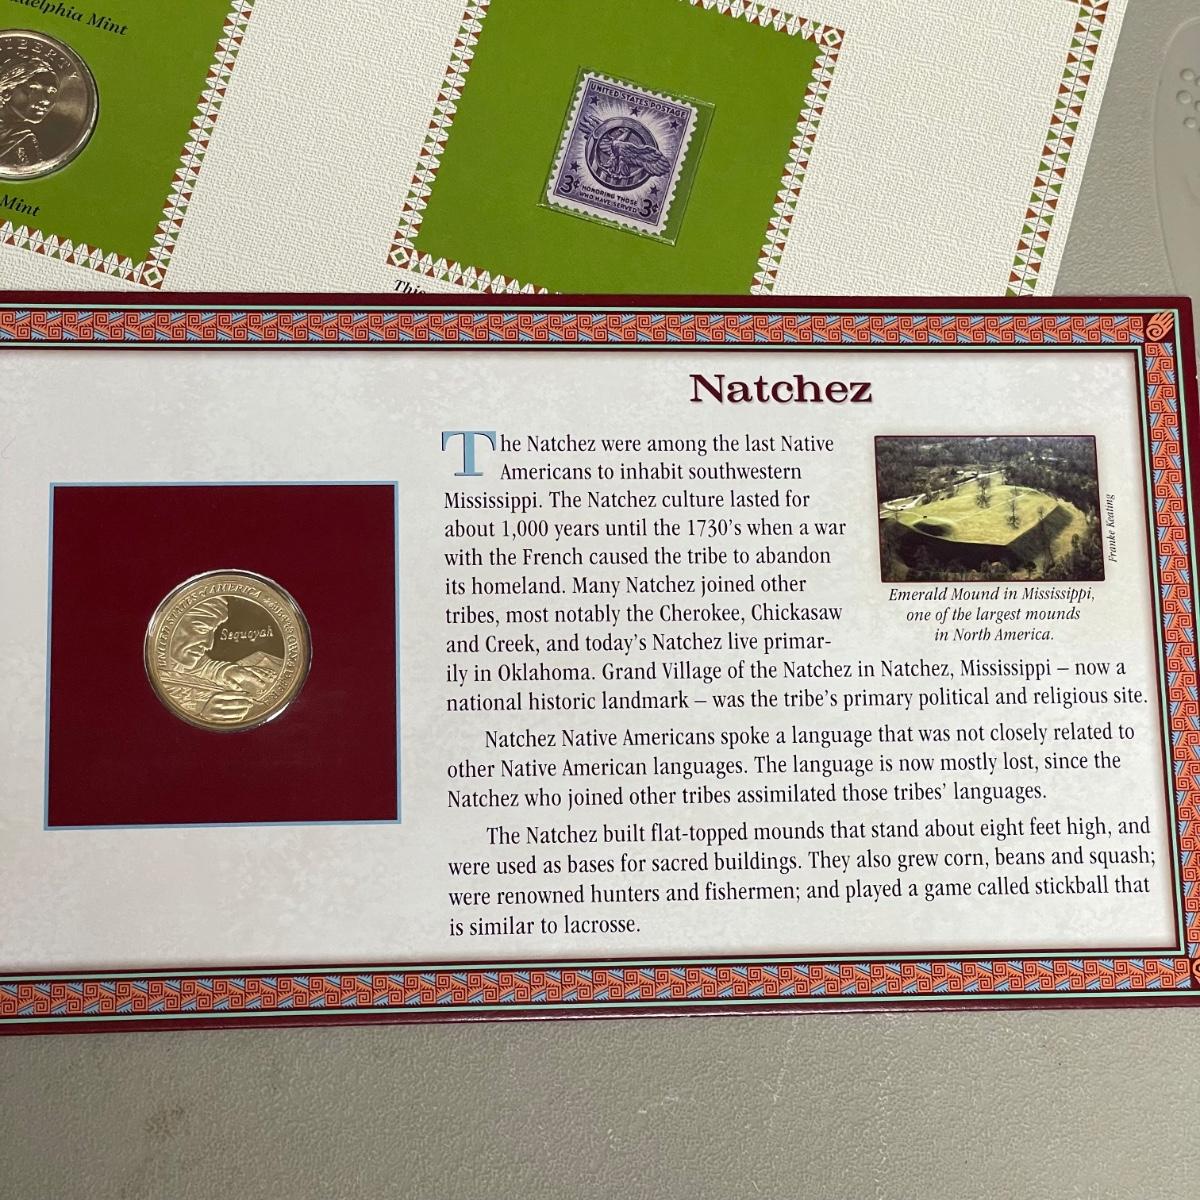 adelphia Mint
LIBERTY
Mint
UNITED STATES POSTAGE
3¢ HONORING THOSE
WHO HAVE SERVED 3¢
This
Natchez
The Natchez were among the last Native
Americans to inhabit southwestern
Mississippi. The Natchez culture lasted for
about 1,000 years until the 1730's when a war
with the French caused the tribe to abandon
its homeland. Many Natchez joined other
tribes, most notably the Cherokee, Chickasaw
and Creek, and today's Natchez live primar-
ily in Oklahoma. Grand Village of the Natchez in Natchez, Mississippi – now a
national historic landmark – was the tribe's primary political and religious site.
Natchez Native Americans spoke a language that was not closely related to
other Native American languages. The language is now mostly lost, since the
Natchez who joined other tribes assimilated those tribes' languages.
The Natchez built flat-topped mounds that stand about eight feet high, and
were used as bases for sacred buildings. They also grew corn, beans and squash;
were renowned hunters and fishermen; and played a game called stickball that
is similar to lacrosse.
Franke Keating
Emerald Mound in Mississippi,
one of the largest mounds
in North America.
UNITED STATES of AMERICA
Sequoyah